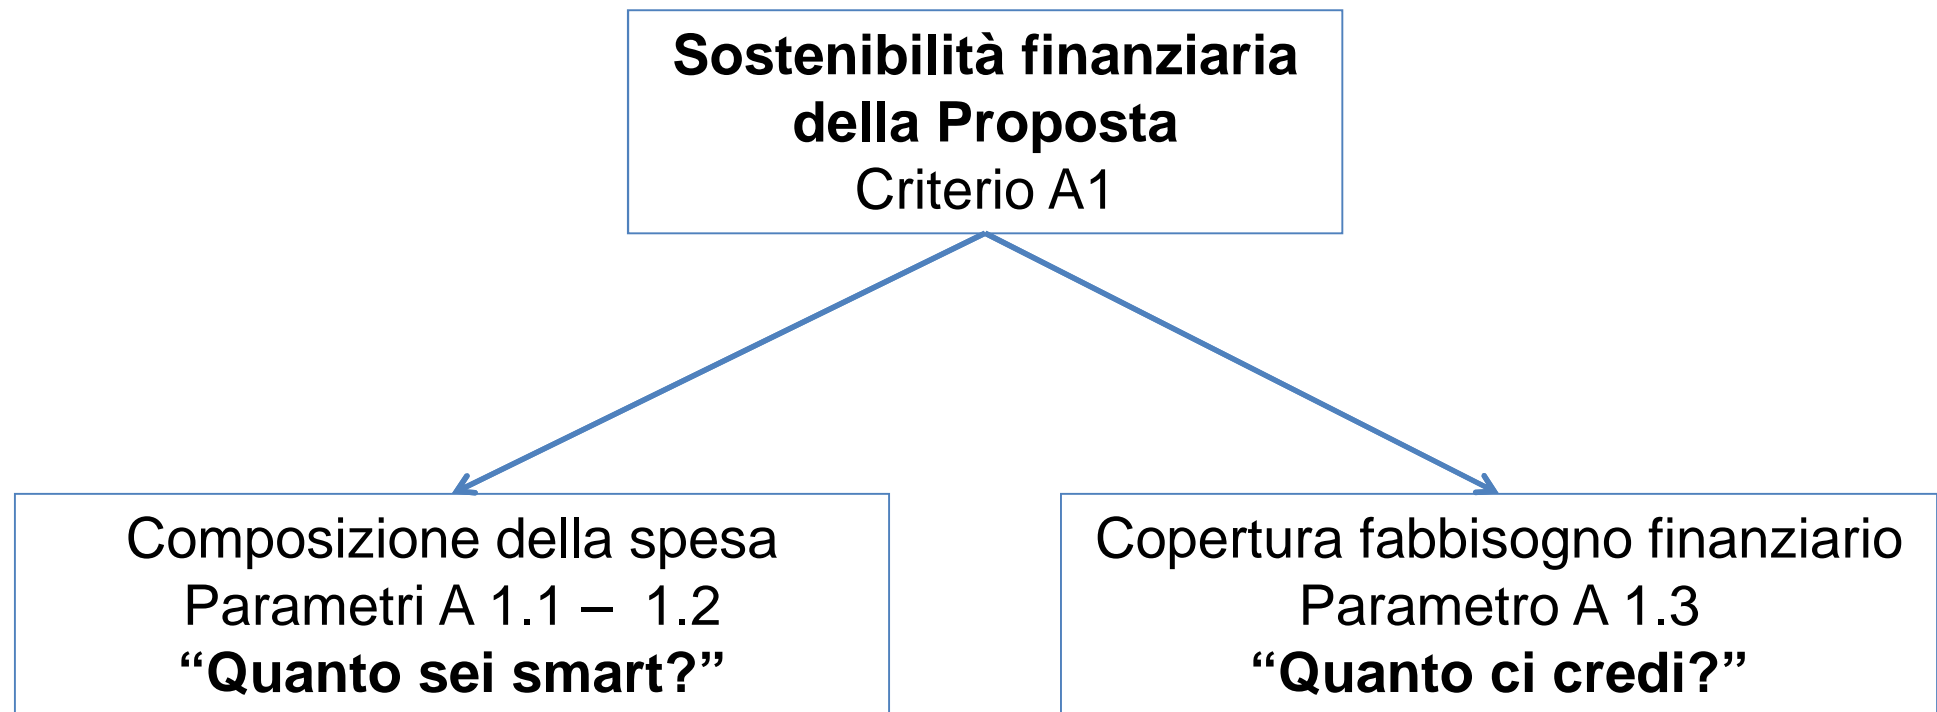 Sostenibilità finanziaria
della Proposta
Criterio A1
Composizione della spesa
Parametri A 1.1 – 1.2
“Quanto sei smart?”
Copertura fabbisogno finanziario
Parametro A 1.3
“Quanto ci credi?”